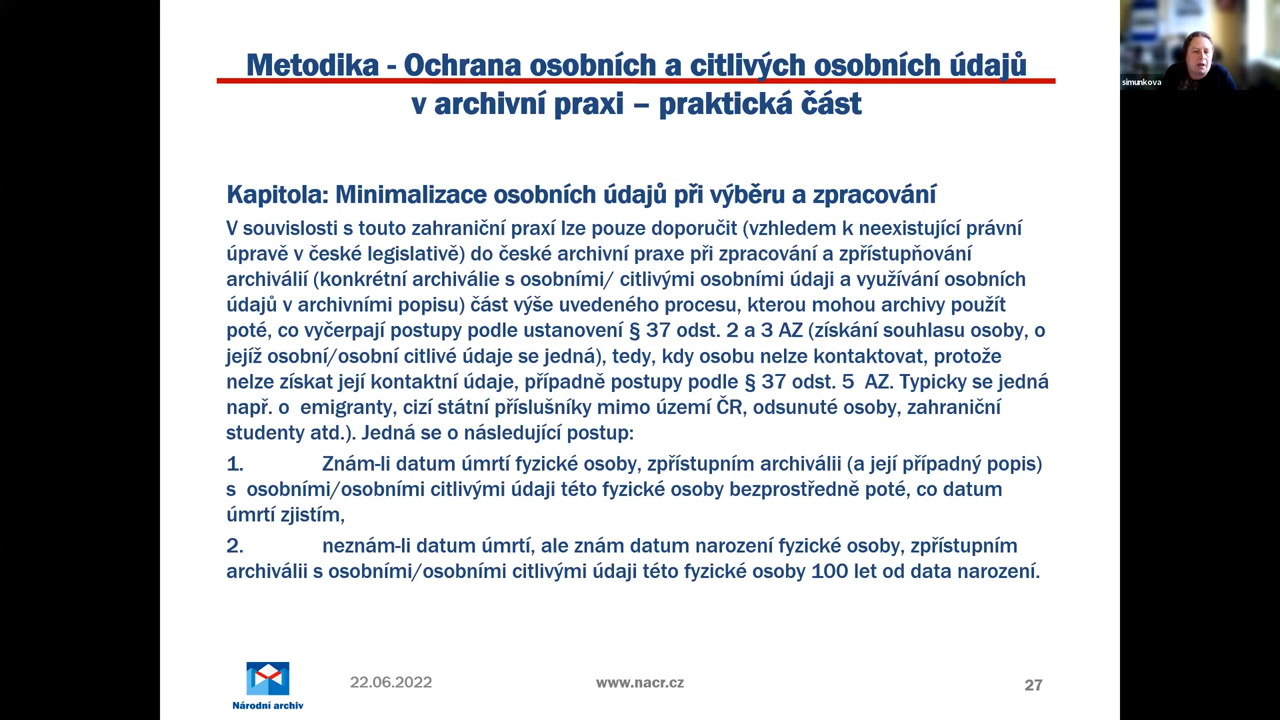 Metodika - Ochrana osobních a citlivých osobních údajů
v archivní praxi – praktická část
simunkova
Kapitola: Minimalizace osobních údajů při výběru a zpracování
V souvislosti s touto zahraniční praxí lze pouze doporučit (vzhledem k neexistující právní
úpravě v české legislativě) do české archivní praxe při zpracování a zpřístupňování
archiválií (konkrétní archiválie s osobními/ citlivými osobními údaji a využívání osobních
údajů v archivními popisu) část výše uvedeného procesu, kterou mohou archivy použít
poté, co vyčerpají postupy podle ustanovení § 37 odst. 2 a 3 AZ (získání souhlasu osoby, o
jejíž osobní/osobní citlivé údaje se jedná), tedy, kdy osobu nelze kontaktovat, protože
nelze získat její kontaktní údaje, případně postupy podle § 37 odst. 5 AZ. Typicky se jedná
např. o emigranty, cizí státní příslušníky mimo území ČR, odsunuté osoby, zahraniční
studenty atd.). Jedná se o následující postup:
1. Znám-li datum úmrtí fyzické osoby, zpřístupním archiválii (a její případný popis)
s osobními/osobními citlivými údaji této fyzické osoby bezprostředně poté, co datum
úmrtí zjistím,
2. neznám-li datum úmrtí, ale znám datum narození fyzické osoby, zpřístupním
archiválii s osobními/osobními citlivými údaji této fyzické osoby 100 let od data narození.
Národní archiv
22.06.2022
www.nacr.cz
27